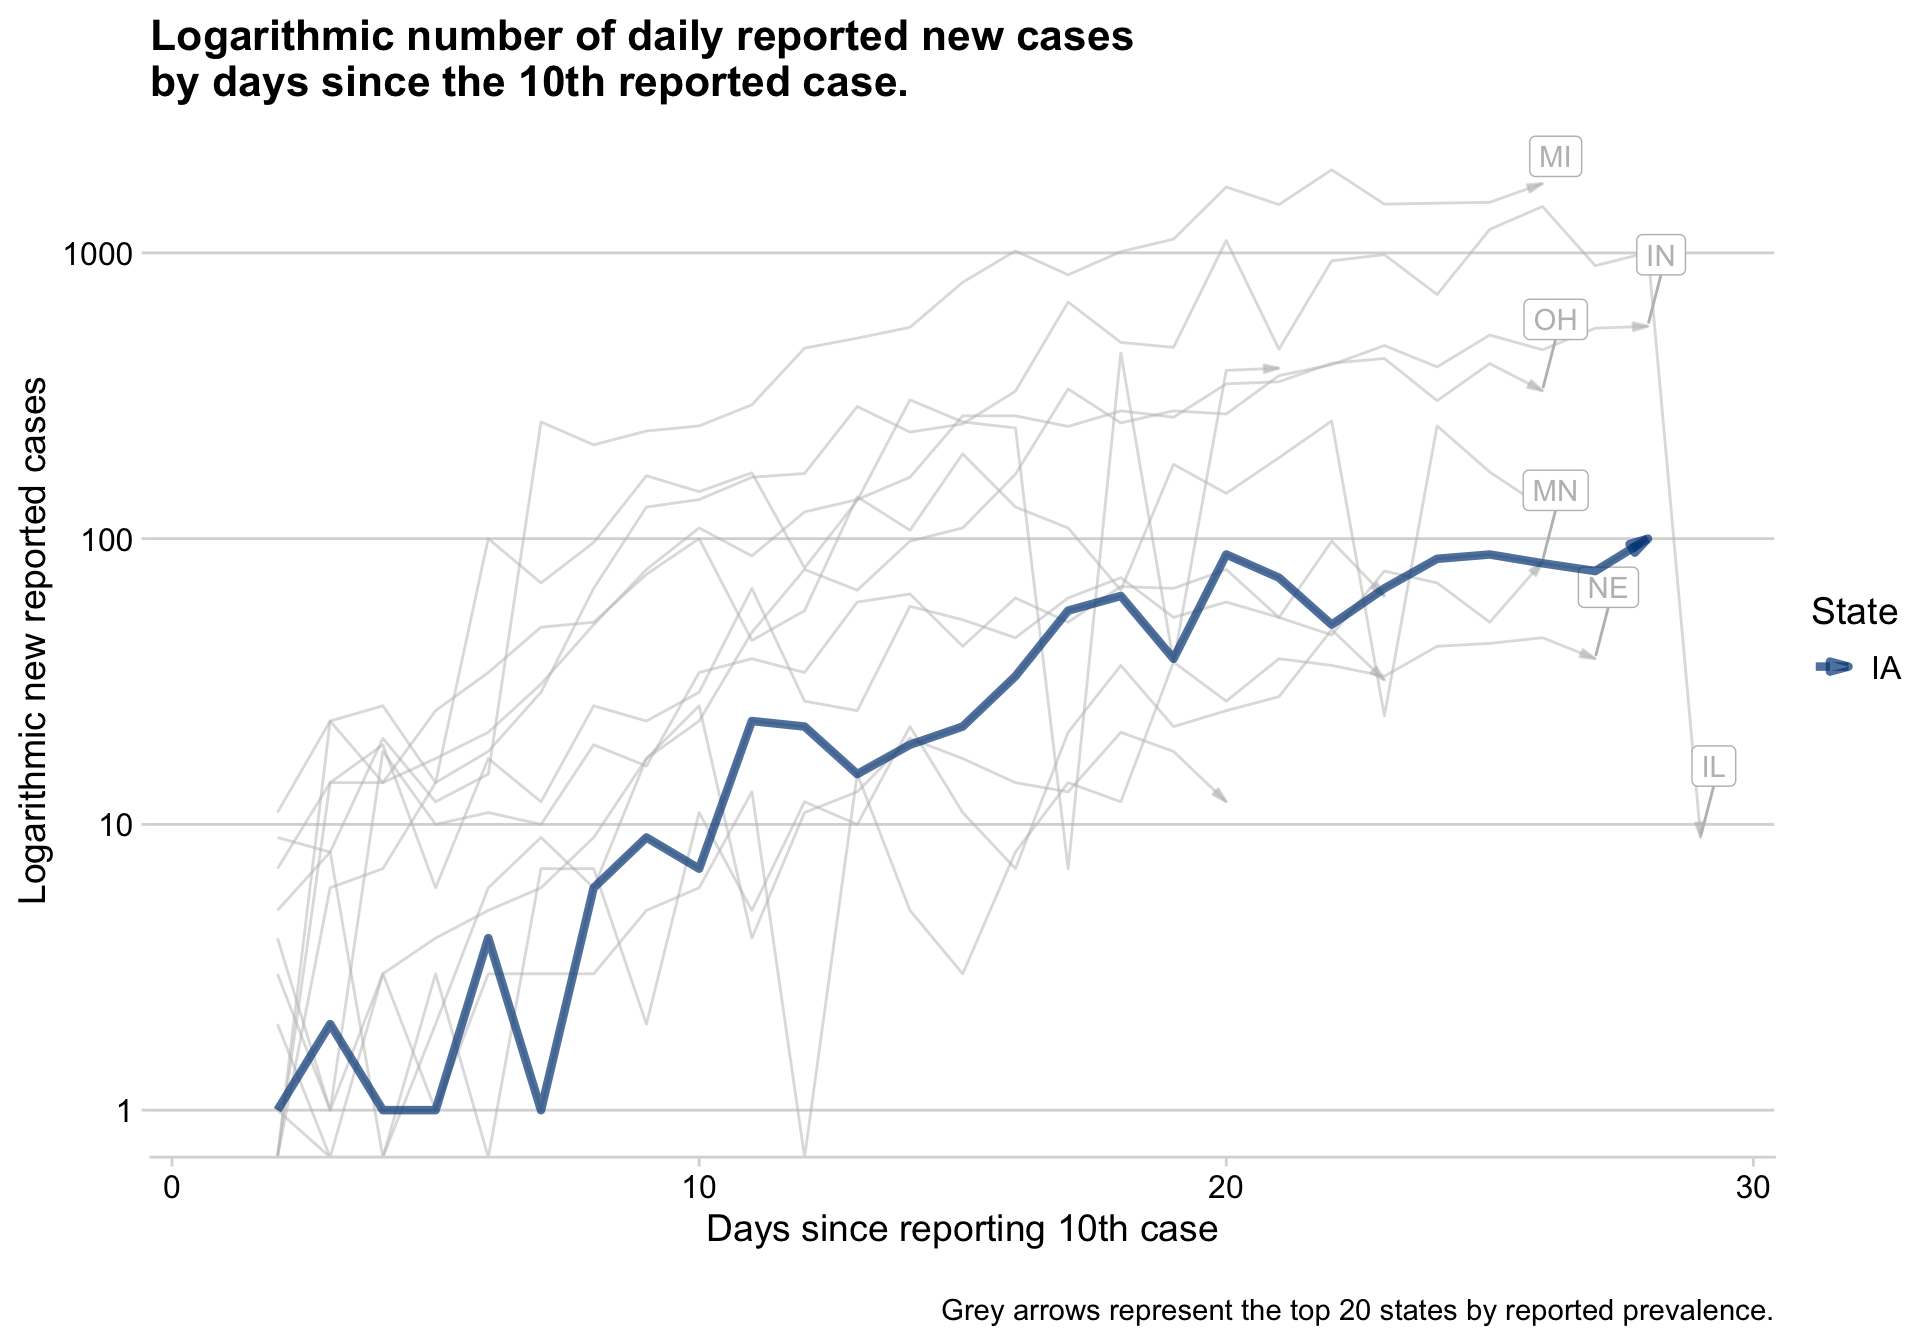 Logarithmic number of daily reported new cases
by days since the 10th reported case.
MI
1000
IN
OH
MN
100
NE
State
IA
IL
10
1
0 10 20 30
Logarithmic new reported cases
Days since reporting 10th case
Grey arrows represent the top 20 states by reported prevalence.